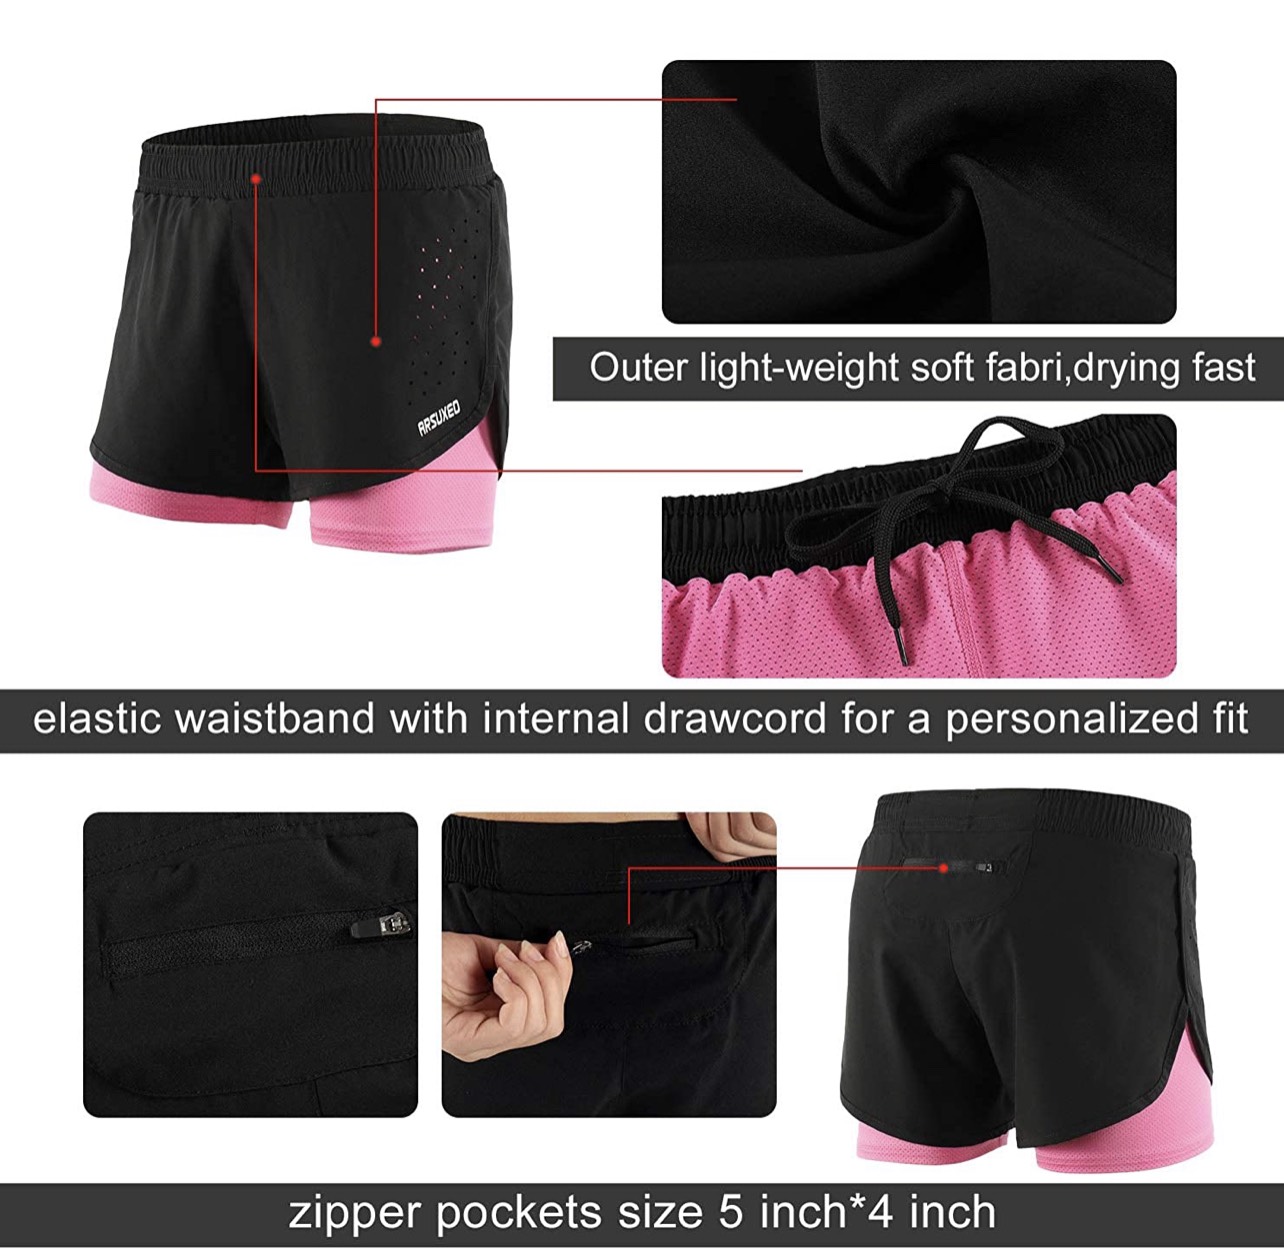 ARSUXEO
Outer light-weight soft fabri,drying fast
elastic waistband with internal drawcord for a personalized fit
zipper pockets size 5 inch*4 inch